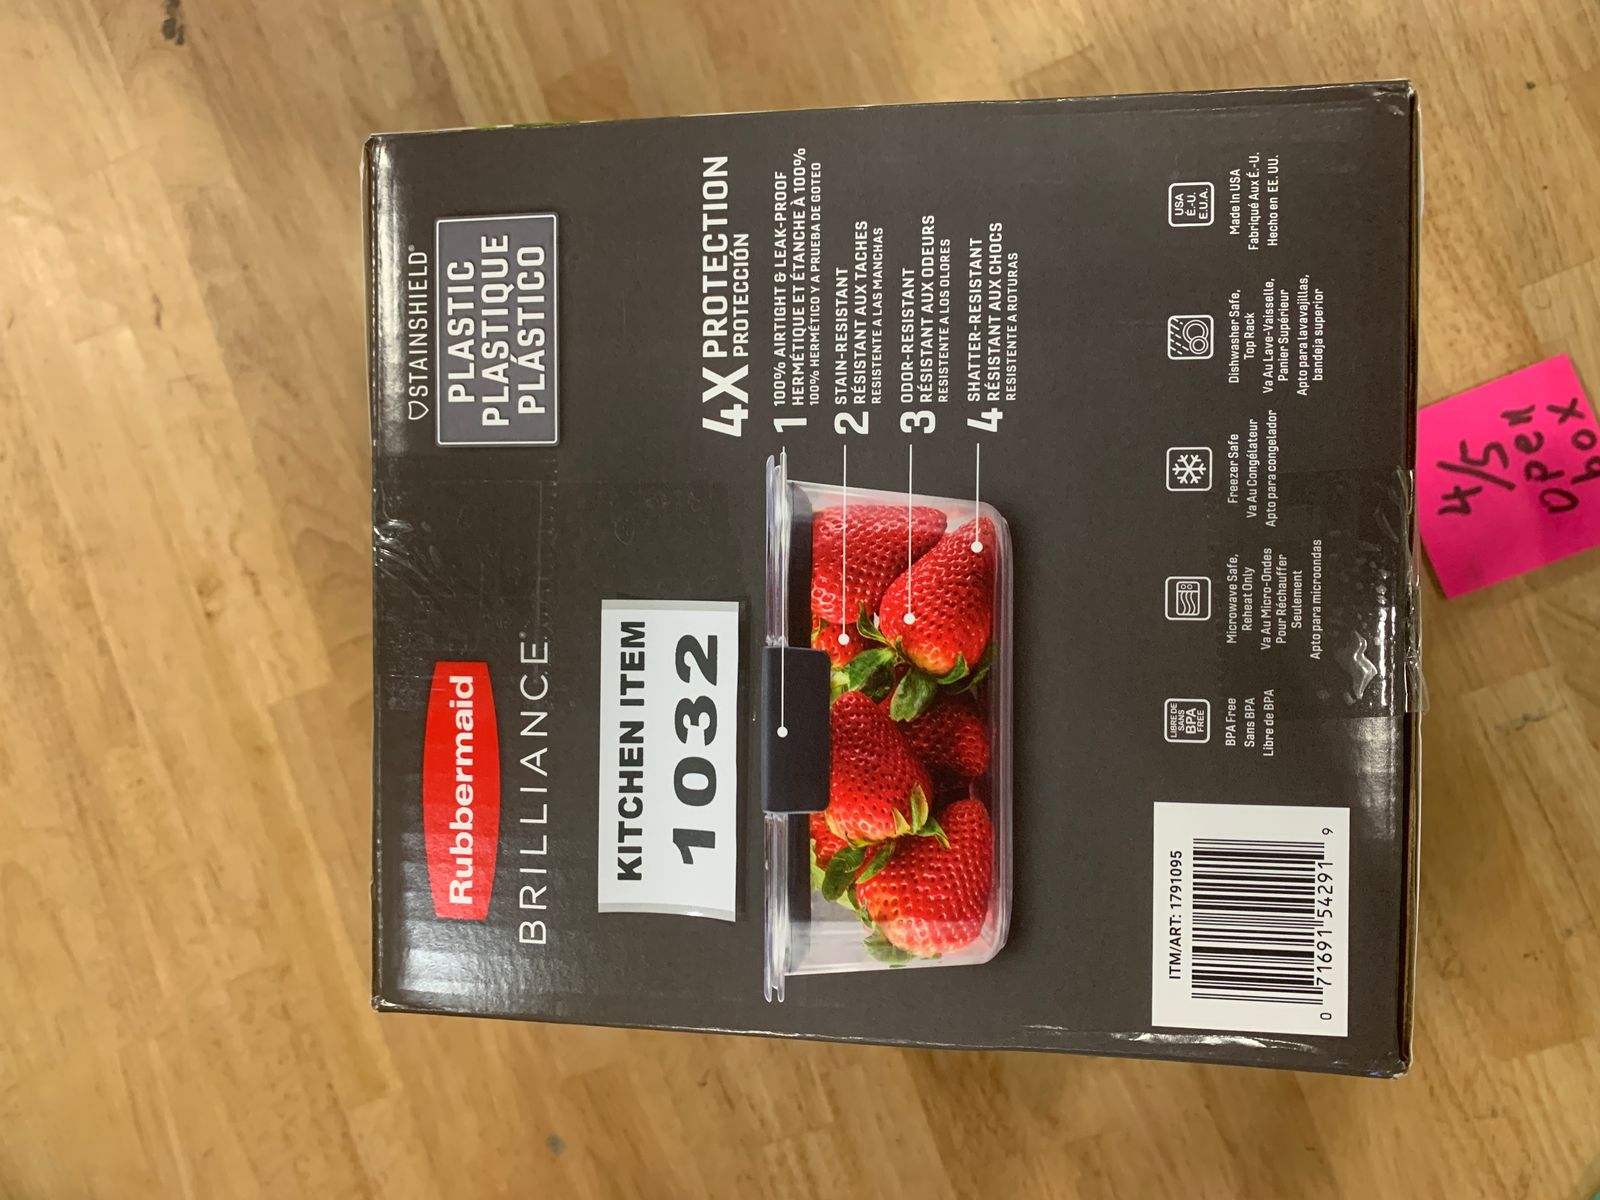 Rubbermaid
BRILLIANCE®
STAINSHIELD®
PLASTIC
PLASTIQUE
PLÁSTICO
KITCHEN ITEM
1032
4X PROTECTION
PROTECCIÓN
1 100% AIRTIGHT & LEAK-PROOF
HERMÉTIQUE ET ÉTANCHE À 100%
100% HERMÉTICO Y A PRUEBA DE GOTEO
2 STAIN-RESISTANT
RÉSISTANT AUX TACHES
RESISTENTE A LAS MANCHAS
3 ODOR-RESISTANT
RÉSISTANT AUX ODEURS
RESISTENTE A LOS OLORES
4 SHATTER-RESISTANT
RÉSISTANT AUX CHOCS
RESISTENTE A ROTURAS
ITM/ART: 1791095
0 71691 54291 9
LIBRE DE
SANS
BPA
FREE
BPA Free
Sans BPA
Libre de BPA
Microwave Safe,
Reheat Only
Va Au Micro-Ondes
Pour Réchauffer
Seulement
Apto para microondas
Freezer Safe
Va Au Congélateur
Apto para congelador
Dishwasher Safe,
Top Rack
Va Au Lave-Vaisselle,
Panier Supérieur
Apto para lavavajillas,
bandeja superior
USA
É.-U.
E.U.A.
Made In USA
Fabriqué Aux É.-U.
Hecho en EE. UU.
4/5
open
box